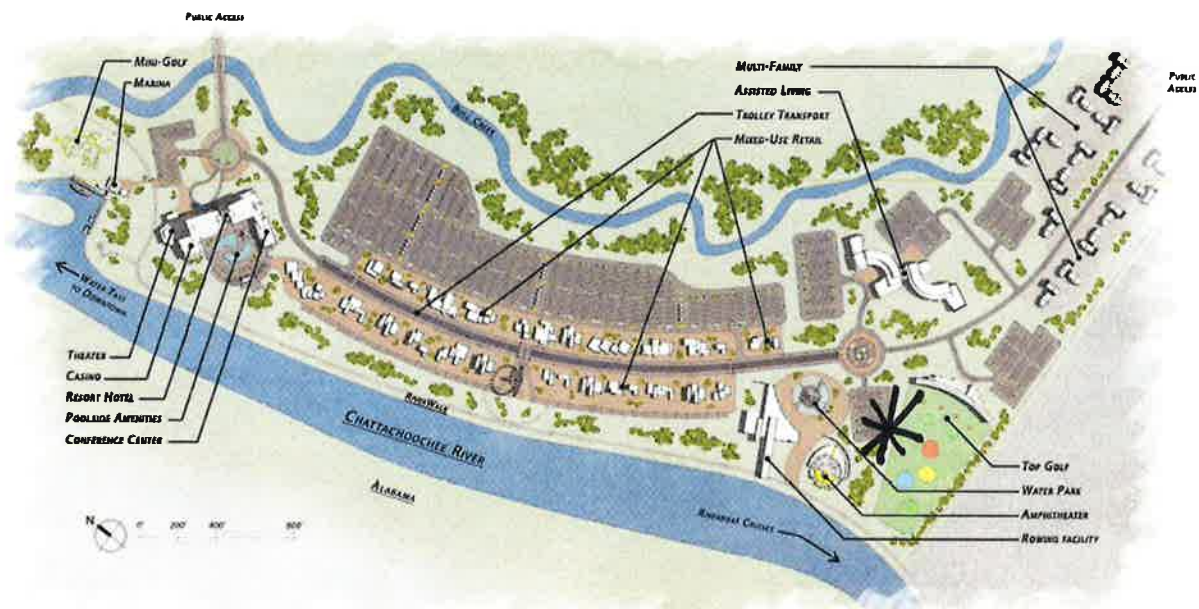 Public Access
Mini-Golf
Marina
Multi-Family
Assisted Living
Trolley Transport
Mixed-Use Retail
Public
Access
Bull Creek
Water Taxi
to Downtown
Theater
Casino
Resort Hotel
Poolside Amenities
Conference Center
RiverWalk
Chattachoochee River
Alabama
Riverboat Cruises
Top Golf
Water Park
Amphitheater
Rowing Facility
N
0 200 400 800